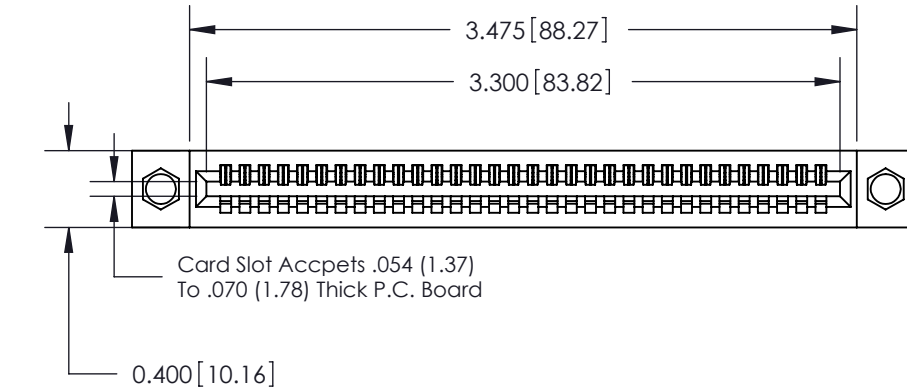 3.475[88.27]
3.300[83.82]
Card Slot Accpets .054 (1.37)
To .070 (1.78) Thick P.C. Board
0.400[10.16]